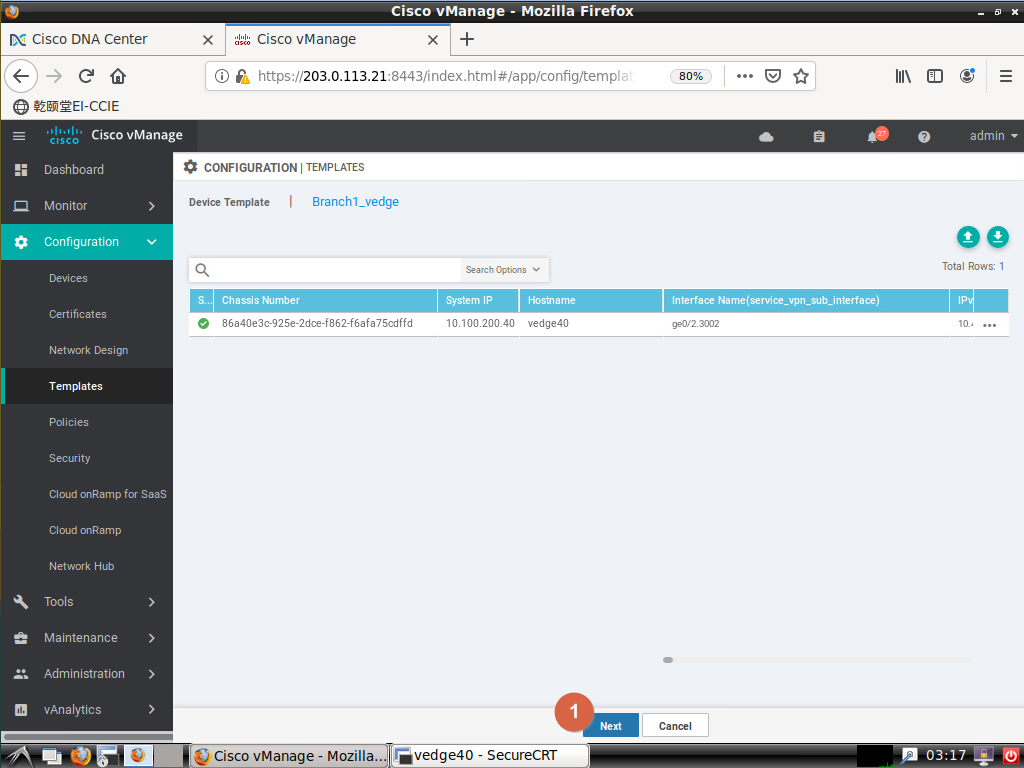 Cisco vManage - Mozilla Firefox
Cisco DNA Center
Cisco vManage
https://203.0.113.21:8443/index.html#/app/config/templat
80%
乾颐堂EI-CCIE
cisco
Cisco vManage
27
admin
Dashboard
Monitor
Configuration
Devices
Certificates
Network Design
Templates
Policies
Security
Cloud onRamp for SaaS
Cloud onRamp
Network Hub
Tools
Maintenance
Administration
vAnalytics
CONFIGURATION | TEMPLATES
Device Template | Branch1_vedge
Search Options
Total Rows: 1
S... Chassis Number System IP Hostname Interface Name(service_vpn_sub_interface) IPv
86a40e3c-925e-2dce-f862-f6afa75cdffd 10.100.200.40 vedge40 ge0/2.3002 10.4 ...
1
Next Cancel
Cisco vManage - Mozilla... vedge40 - SecureCRT 03:17